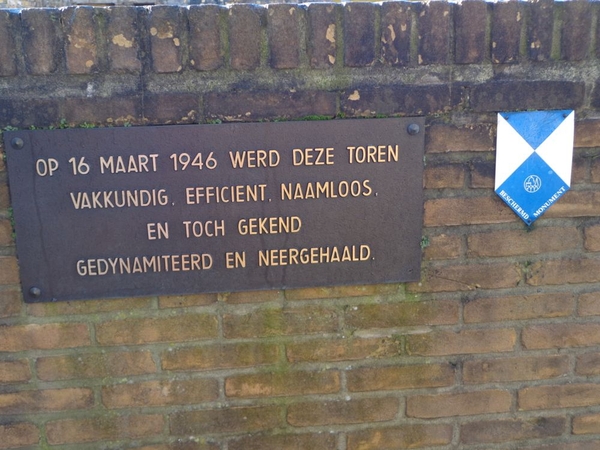 OP 16 MAART 1946 WERD DEZE TOREN
VAKKUNDIG, EFFICIENT, NAAMLOOS,
EN TOCH GEKEND
GEDYNAMITEERD EN NEERGEHAALD.
BESCHERMD MONUMENT